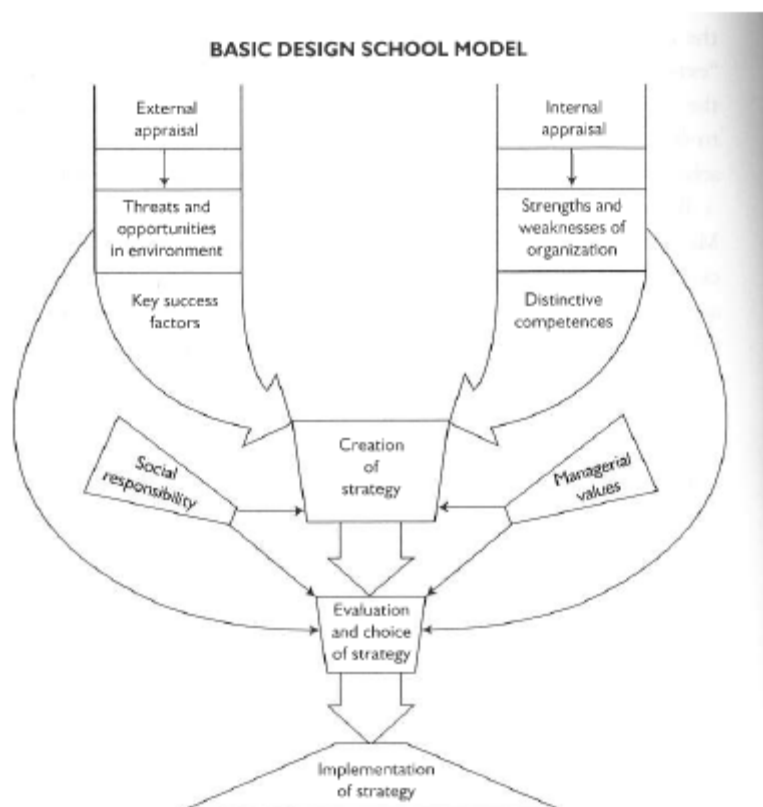 BASIC DESIGN SCHOOL MODEL
External
appraisal
Internal
appraisal
Threats and
opportunities
in environment
Strengths and
weaknesses of
organization
Key success
factors
Distinctive
competences
Creation
of
strategy
Social
responsibility
Managerial
values
Evaluation
and choice
of strategy
Implementation
of strategy